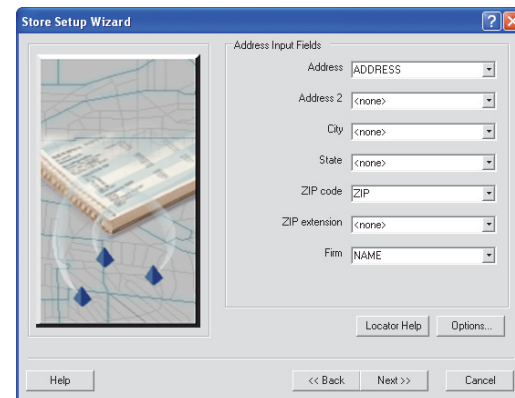 Store Setup Wizard
Address Input Fields
Address ADDRESS
Address 2 <none>
City <none>
State <none>
ZIP code ZIP
ZIP extension <none>
Firm NAME
Locator Help Options...
Help << Back Next >> Cancel